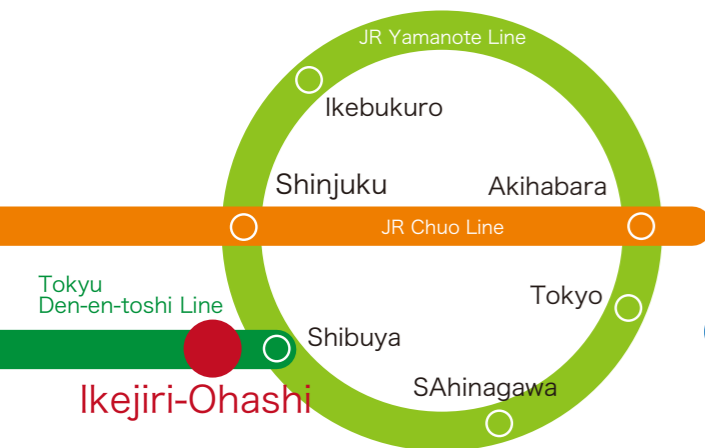 JR Yamanote Line
Ikebukuro
Shinjuku
Akihabara
JR Chuo Line
Tokyu
Den-en-toshi Line
Tokyo
Shibuya
SAhinagawa
Ikejiri-Ohashi